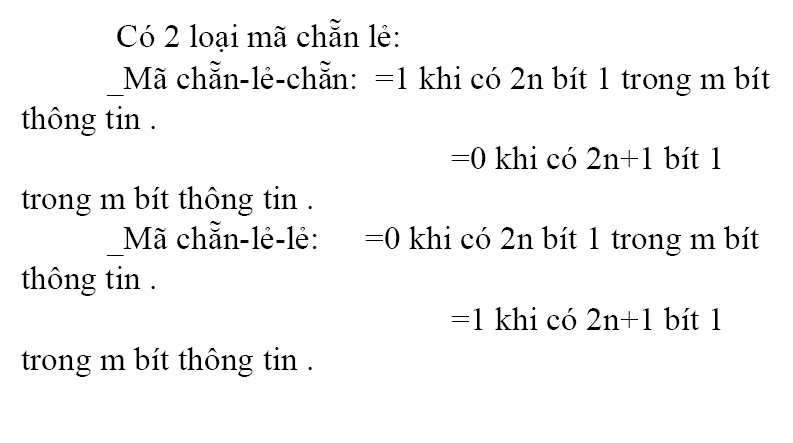 Có 2 loại mã chẵn lẻ:
_Mã chẵn-lẻ-chẵn: =1 khi có 2n bít 1 trong m bít
thông tin .
=0 khi có 2n+1 bít 1
trong m bít thông tin .
_Mã chẵn-lẻ-lẻ: =0 khi có 2n bít 1 trong m bít
thông tin .
=1 khi có 2n+1 bít 1
trong m bít thông tin .